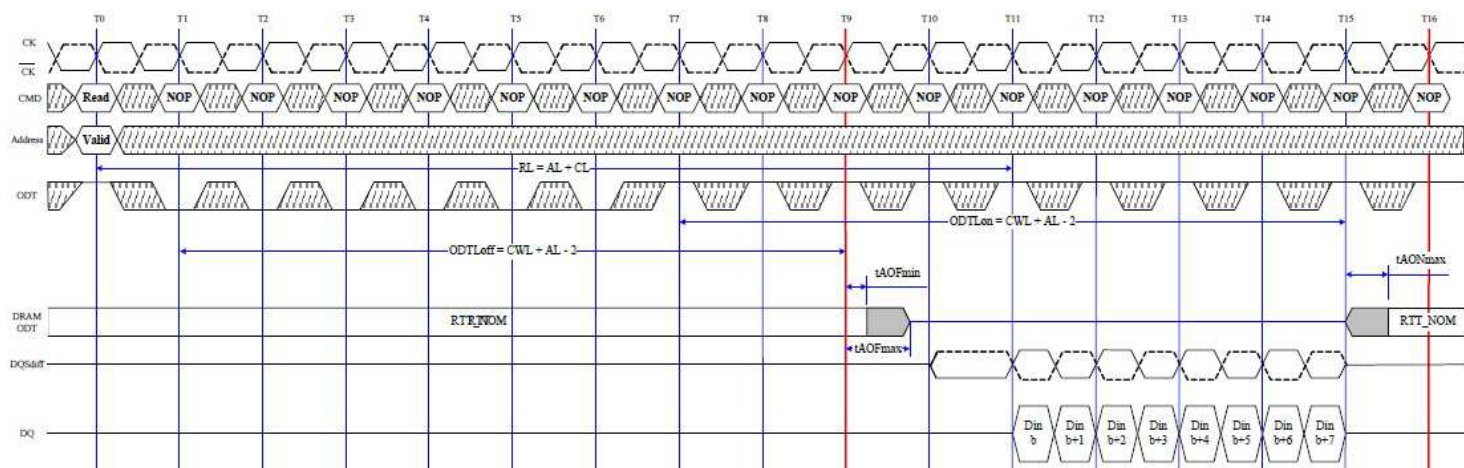 T0 T1 T2 T3 T4 T5 T6 T7 T8 T9 T10 T11 T12 T13 T14 T15 T16
CK
CK
CMD Read NOP NOP NOP NOP NOP NOP NOP NOP NOP NOP NOP NOP NOP NOP NOP NOP
Address Valid
RL = AL + CL
ODT
ODTLon = CWL + AL - 2
ODTLoff = CWL + AL - 2
tAOFmin
tAONmax
DRAM
ODT
RTT_NOM
tAOFmax
DQSdiff
DQ
Din b
Din b+1
Din b+2
Din b+3
Din b+4
Din b+5
Din b+6
Din b+7
RTT_NOM